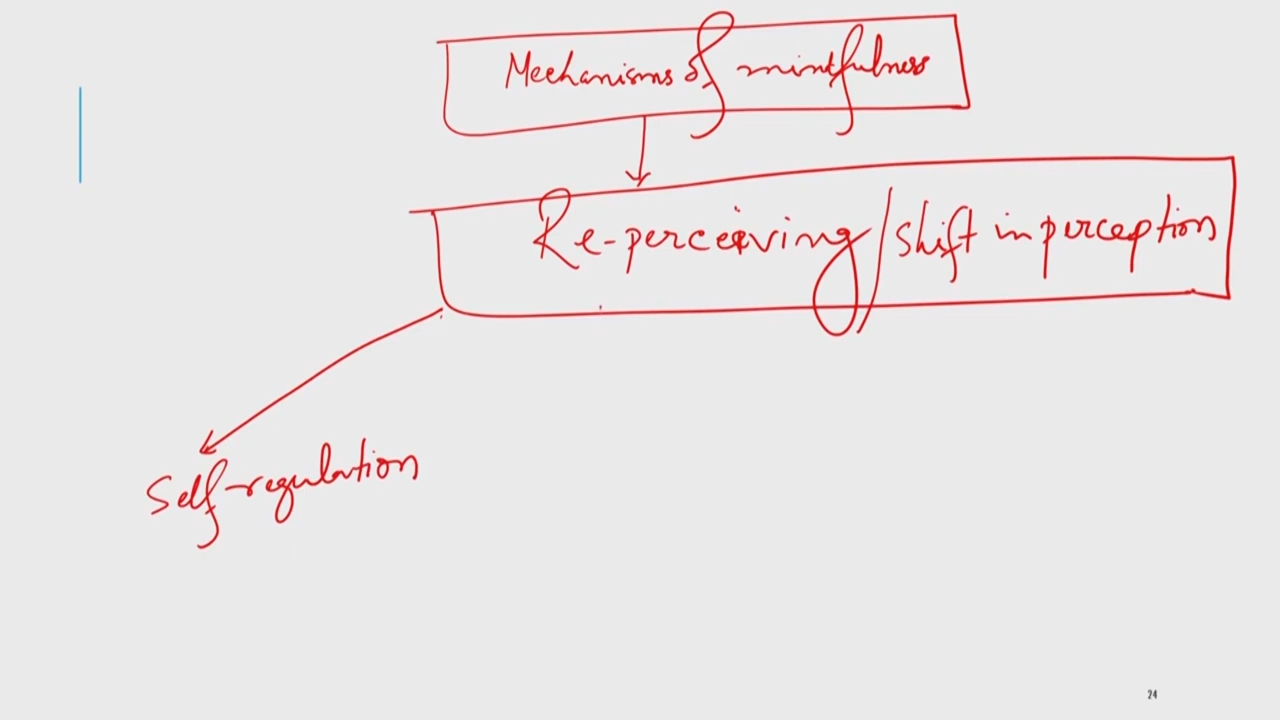 Mechanisms of mindfulness
Re-perceiving/shift in perception
Self-regulation
24